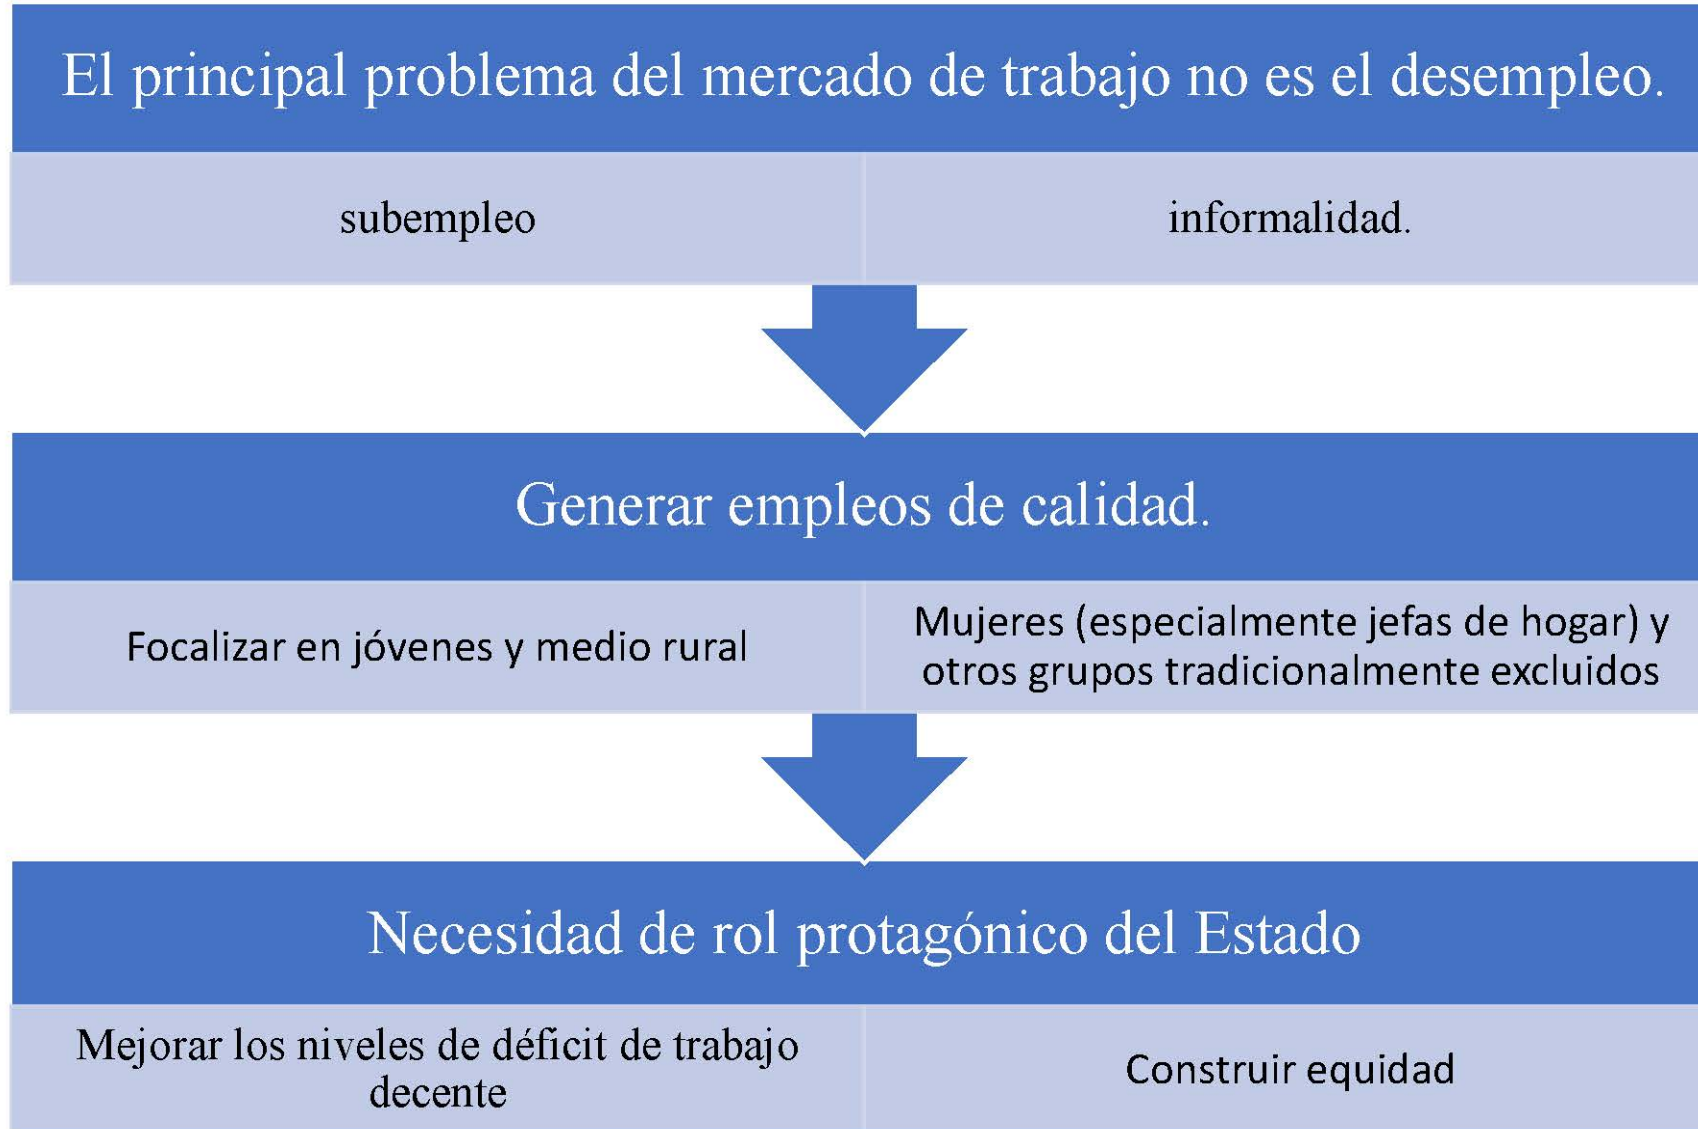 El principal problema del mercado de trabajo no es el desempleo.
subempleo
informalidad.
Generar empleos de calidad.
Focalizar en jóvenes y medio rural
Mujeres (especialmente jefas de hogar) y
otros grupos tradicionalmente excluidos
Necesidad de rol protagónico del Estado
Mejorar los niveles de déficit de trabajo
decente
Construir equidad